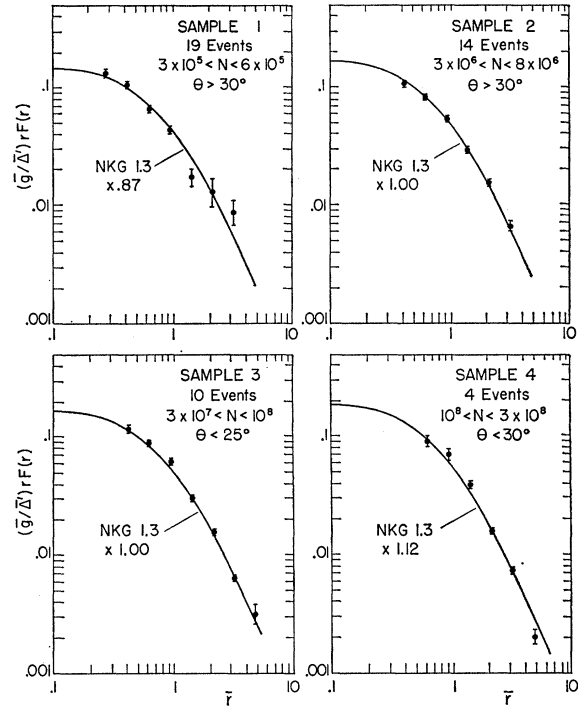 SAMPLE 1
19 Events
3 x 10⁵ < N < 6 x 10⁵
θ > 30°
.1
.01
.001
.1
1
10
(g̅/Δ̅') r F(r)
NKG 1.3
x.87
SAMPLE 2
14 Events
3 x 10⁶ < N < 8 x 10⁶
θ > 30°
.1
.01
.001
.1
1
10
NKG 1.3
x 1.00
SAMPLE 3
10 Events
3 x 10⁷ < N < 10⁸
θ < 25°
.1
.01
.001
.1
1
10
(g̅/Δ̅') r F(r)
NKG 1.3
x 1.00
r̅
SAMPLE 4
4 Events
10⁸ < N < 3 x 10⁸
θ < 30°
.1
.01
.001
.1
1
10
NKG 1.3
x 1.12
r̅